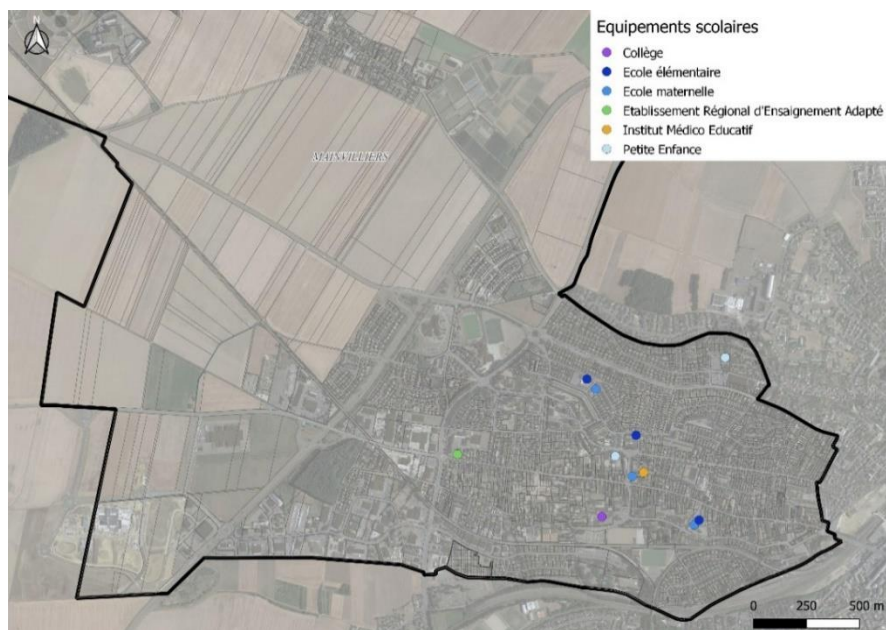 N
Equipements scolaires
Collège
Ecole élémentaire
Ecole maternelle
Etablissement Régional d'Ensaignement Adapté
Institut Médico Educatif
Petite Enfance
MAINVILLIERS
0 250 500 m